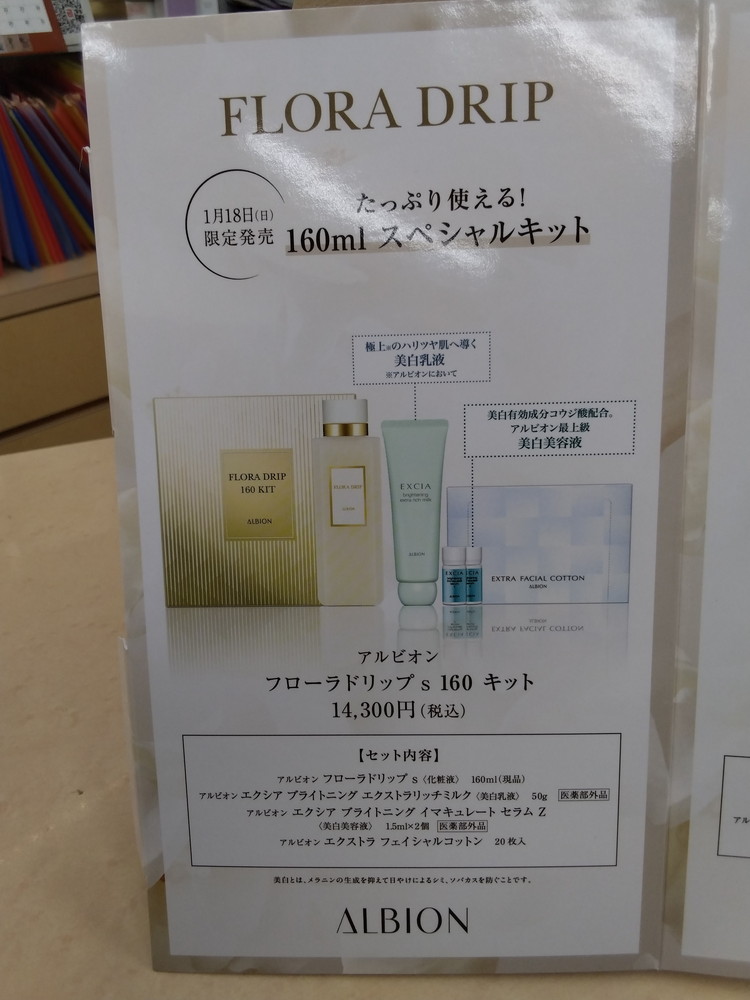 FLORA DRIP
1月18日(日)
限定発売
たっぷり使える!
160ml スペシャルキット
極上※のハリツヤ肌へ導く
美白乳液
※アルビオンにおいて
美白有効成分コウジ酸配合。
アルビオン最上級
美白美容液
FLORA DRIP
160 KIT
ALBION
FLORA DRIP
EXCIA
ALBION
EXCIA
EXCIA
EXTRA FACIAL COTTON
ALBION
アルビオン
フローラドリップ s 160 キット
14,300円(税込)
【セット内容】
アルビオン フローラドリップ s〈化粧液〉 160ml(現品)
アルビオン エクシア ブライトニング エクストラリッチミルク〈美白乳液〉 50g 医薬部外品
アルビオン エクシア ブライトニング イマキュレート セラム Z
〈美白美容液〉 1.5ml×2個 医薬部外品
アルビオン エクストラ フェイシャルコットン 20枚入
美白とは、メラニンの生成を抑えて日やけによるシミ、ソバカスを防ぐことです。
ALBION